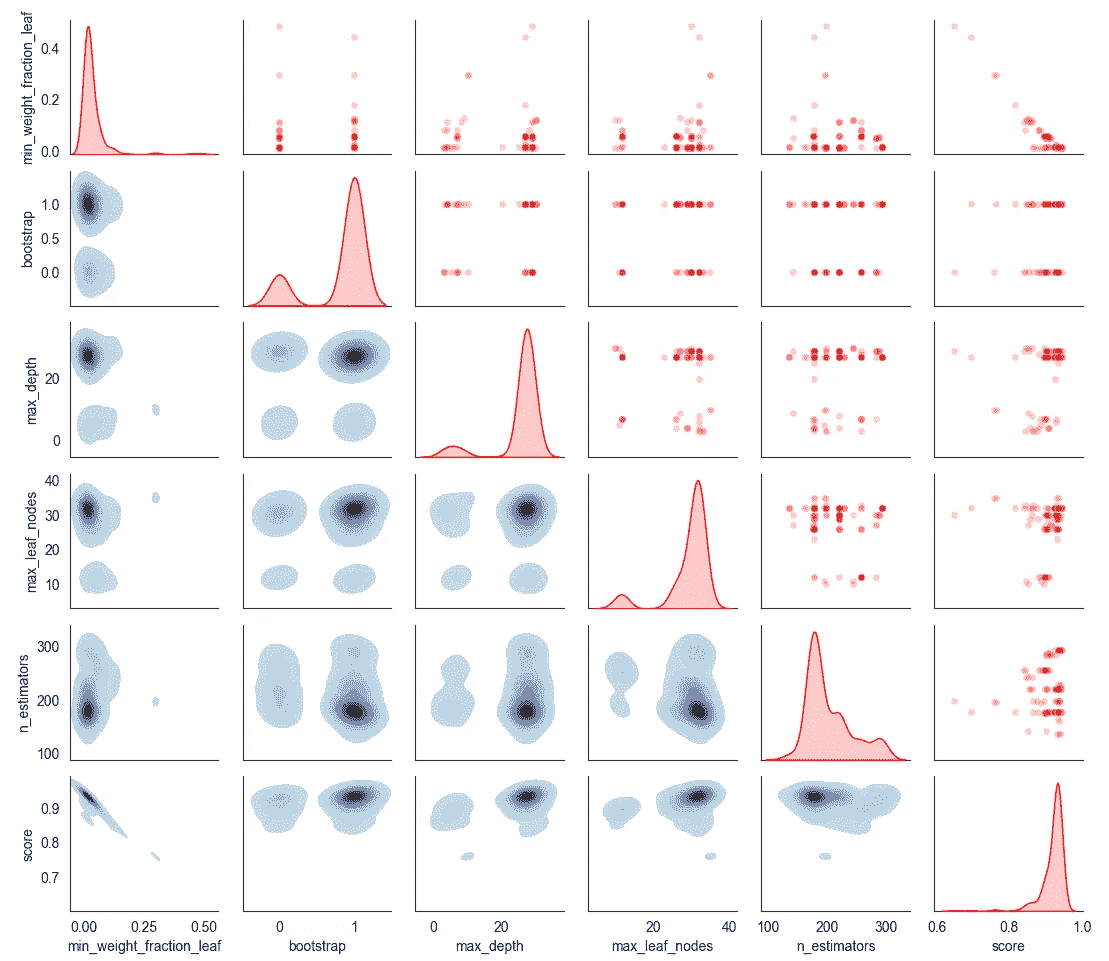 min_weight_fraction_leaf
0.4
0.2
0.0
bootstrap
1.0
0.5
0.0
max_depth
20
0
max_leaf_nodes
40
30
20
10
n_estimators
300
200
100
score
0.9
0.8
0.7
0.00 0.25 0.50 0 1 0 20 20 40 100 200 300 0.6 0.8 1.0
min_weight_fraction_leaf bootstrap max_depth max_leaf_nodes n_estimators score